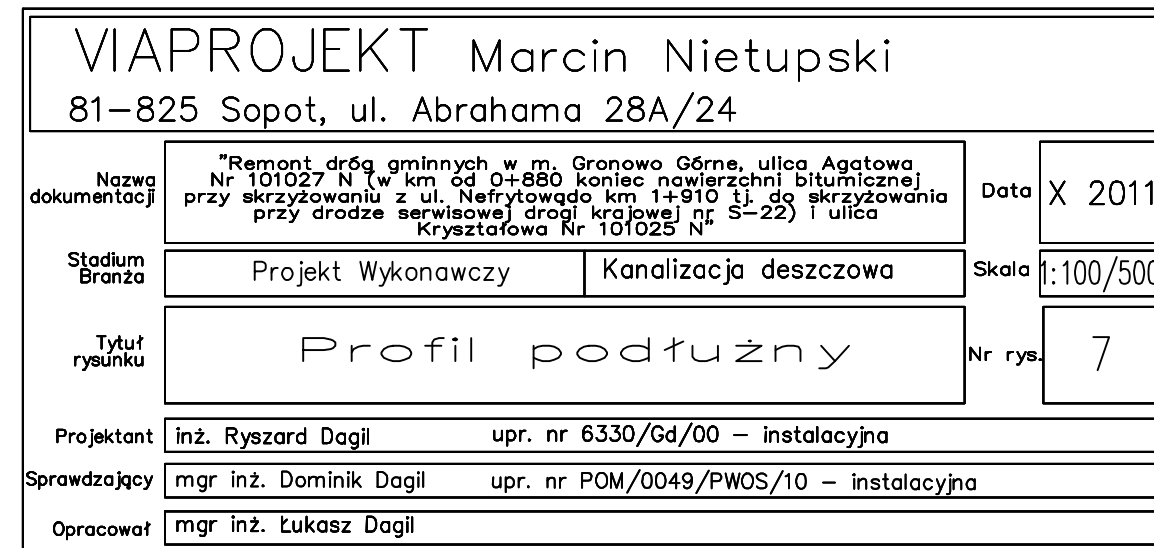 VIAPROJEKT Marcin Nietupski
81-825 Sopot, ul. Abrahama 28A/24
Nazwa dokumentacji
"Remont dróg gminnych w m. Gronowo Górne, ulica Agatowa
Nr 101027 N (w km od 0+880 koniec nawierzchni bitumicznej
przy skrzyżowaniu z ul. Nefrytowądo km 1+910 tj. do skrzyżowania
przy drodze serwisowej drogi krajowej nr S-22) i ulica
Kryształowa Nr 101025 N"
Data X 2011
Stadium
Branża
Projekt Wykonawczy Kanalizacja deszczowa Skala 1:100/500
Tytuł
rysunku
Profil podłużny Nr rys. 7
Projektant inż. Ryszard Dagil upr. nr 6330/Gd/00 - instalacyjna
Sprawdzający mgr inż. Dominik Dagil upr. nr POM/0049/PWOS/10 - instalacyjna
Opracował mgr inż. Łukasz Dagil